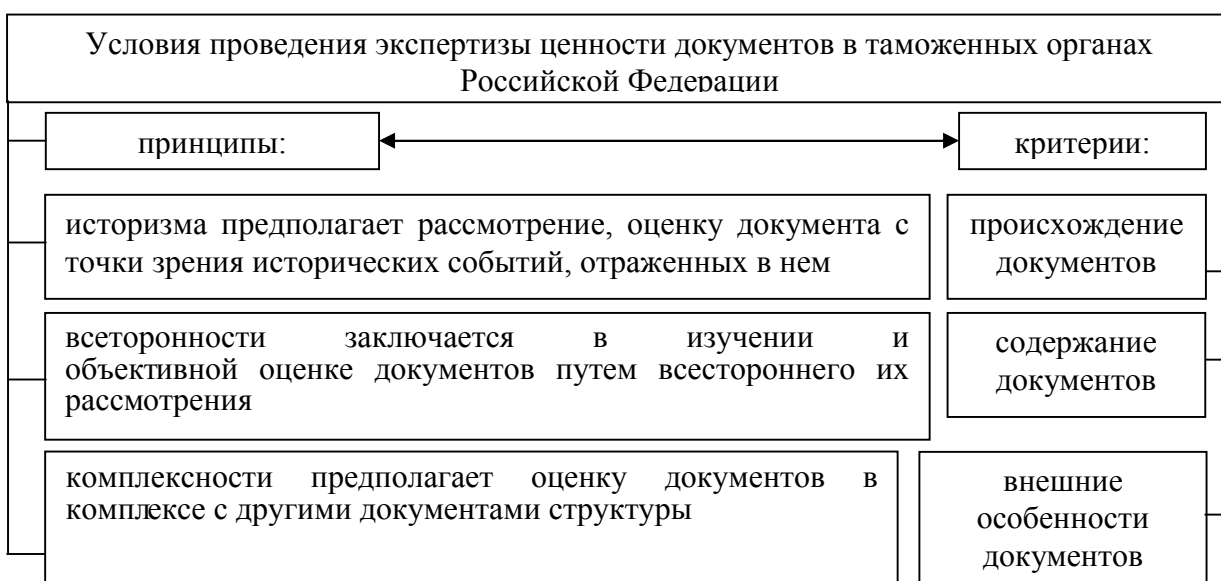 Условия проведения экспертизы ценности документов в таможенных органах
Российской Федерации
принципы:
критерии:
историзма предполагает рассмотрение, оценку документа с
точки зрения исторических событий, отраженных в нем
происхождение
документов
всеторонности заключается в изучении и
объективной оценке документов путем всестороннего их
рассмотрения
содержание
документов
комплексности предполагает оценку документов в
комплексе с другими документами структуры
внешние
особенности
документов